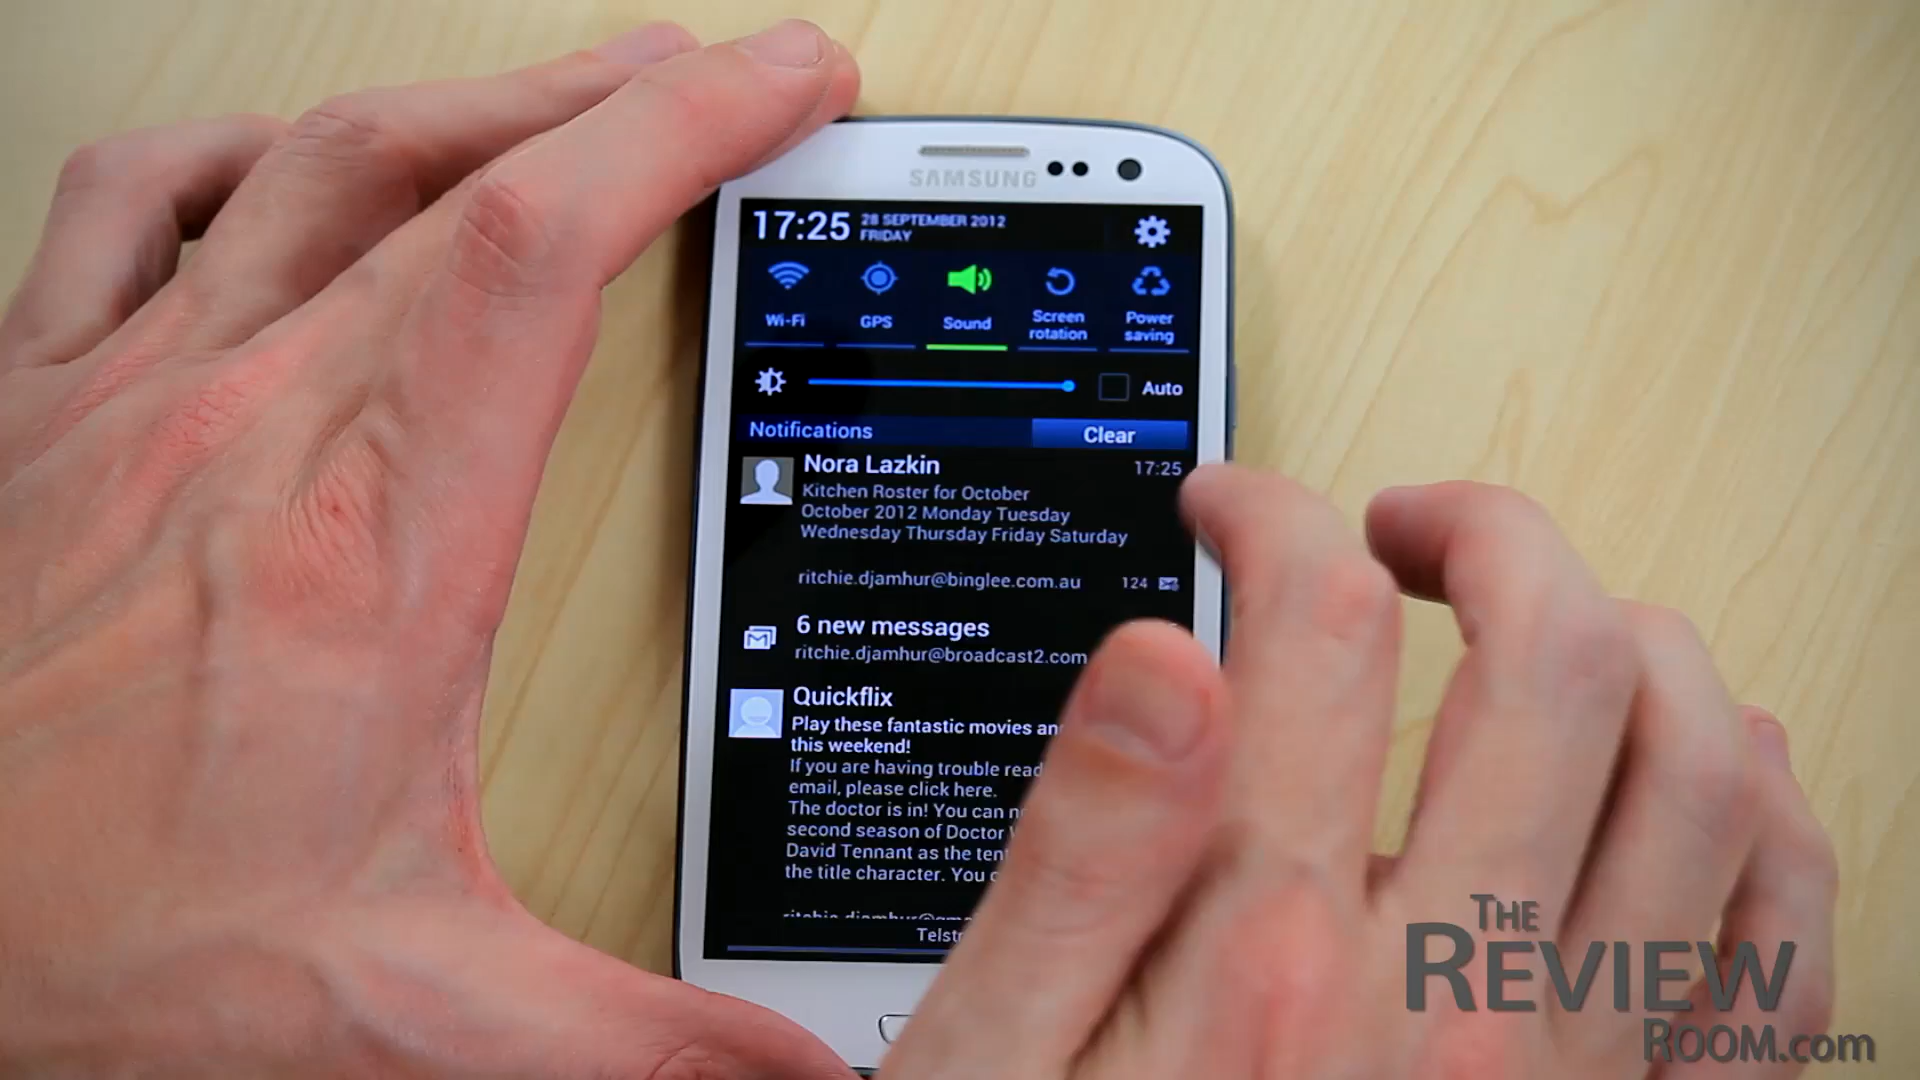 SAMSUNG
17:25
28 SEPTEMBER 2012
FRIDAY
Wi-Fi
GPS
Sound
Screen
rotation
Power
saving
Auto
Notifications
Clear
Nora Lazkin
17:25
Kitchen Roster for October
October 2012 Monday Tuesday
Wednesday Thursday Friday Saturday
ritchie.djamhur@binglee.com.au
124
6 new messages
ritchie.djamhur@broadcast2.com
Quickflix
Play these fantastic movies
this weekend!
If you are having trouble
email, please click here.
The doctor is in! You can
second season of Doctor
David Tennant as the
the title character. You
THE
REVIEW
ROOM.com